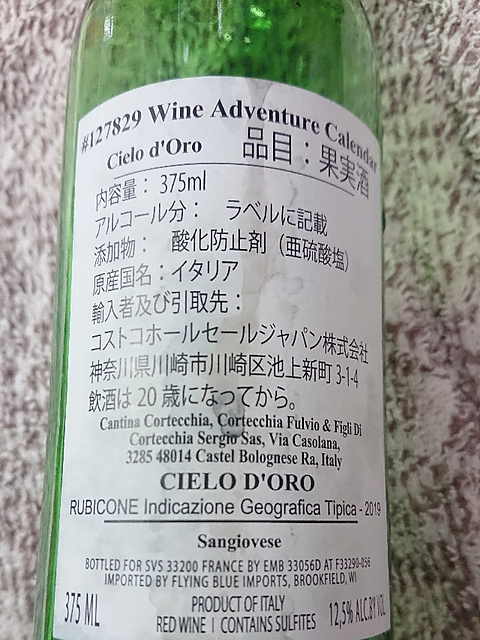 #127829 Wine Adventure Calendar
Cielo d'Oro 品目：果実酒
内容量： 375ml
アルコール分： ラベルに記載
添加物： 酸化防止剤（亜硫酸塩）
原産国名：イタリア
輸入者及び引取先：
コストコホールセールジャパン株式会社
神奈川県川崎市川崎区池上新町 3-1-4
飲酒は 20 歳になってから。
Cantina Cortecchia, Cortecchia Fulvio & Figli Di
Cortecchia Sergio Sas, Via Casolana,
3285 48014 Castel Bolognese Ra, Italy
CIELO D'ORO
RUBICONE Indicazione Geografica Tipica - 2019
Sangiovese
BOTTLED FOR SVS 33200 FRANCE BY EMB 33056D AT F33290-056
IMPORTED BY FLYING BLUE IMPORTS, BROOKFIELD, WI
375 ML PRODUCT OF ITALY 12,5% ALC.BY VOL
RED WINE | CONTAINS SULFITES